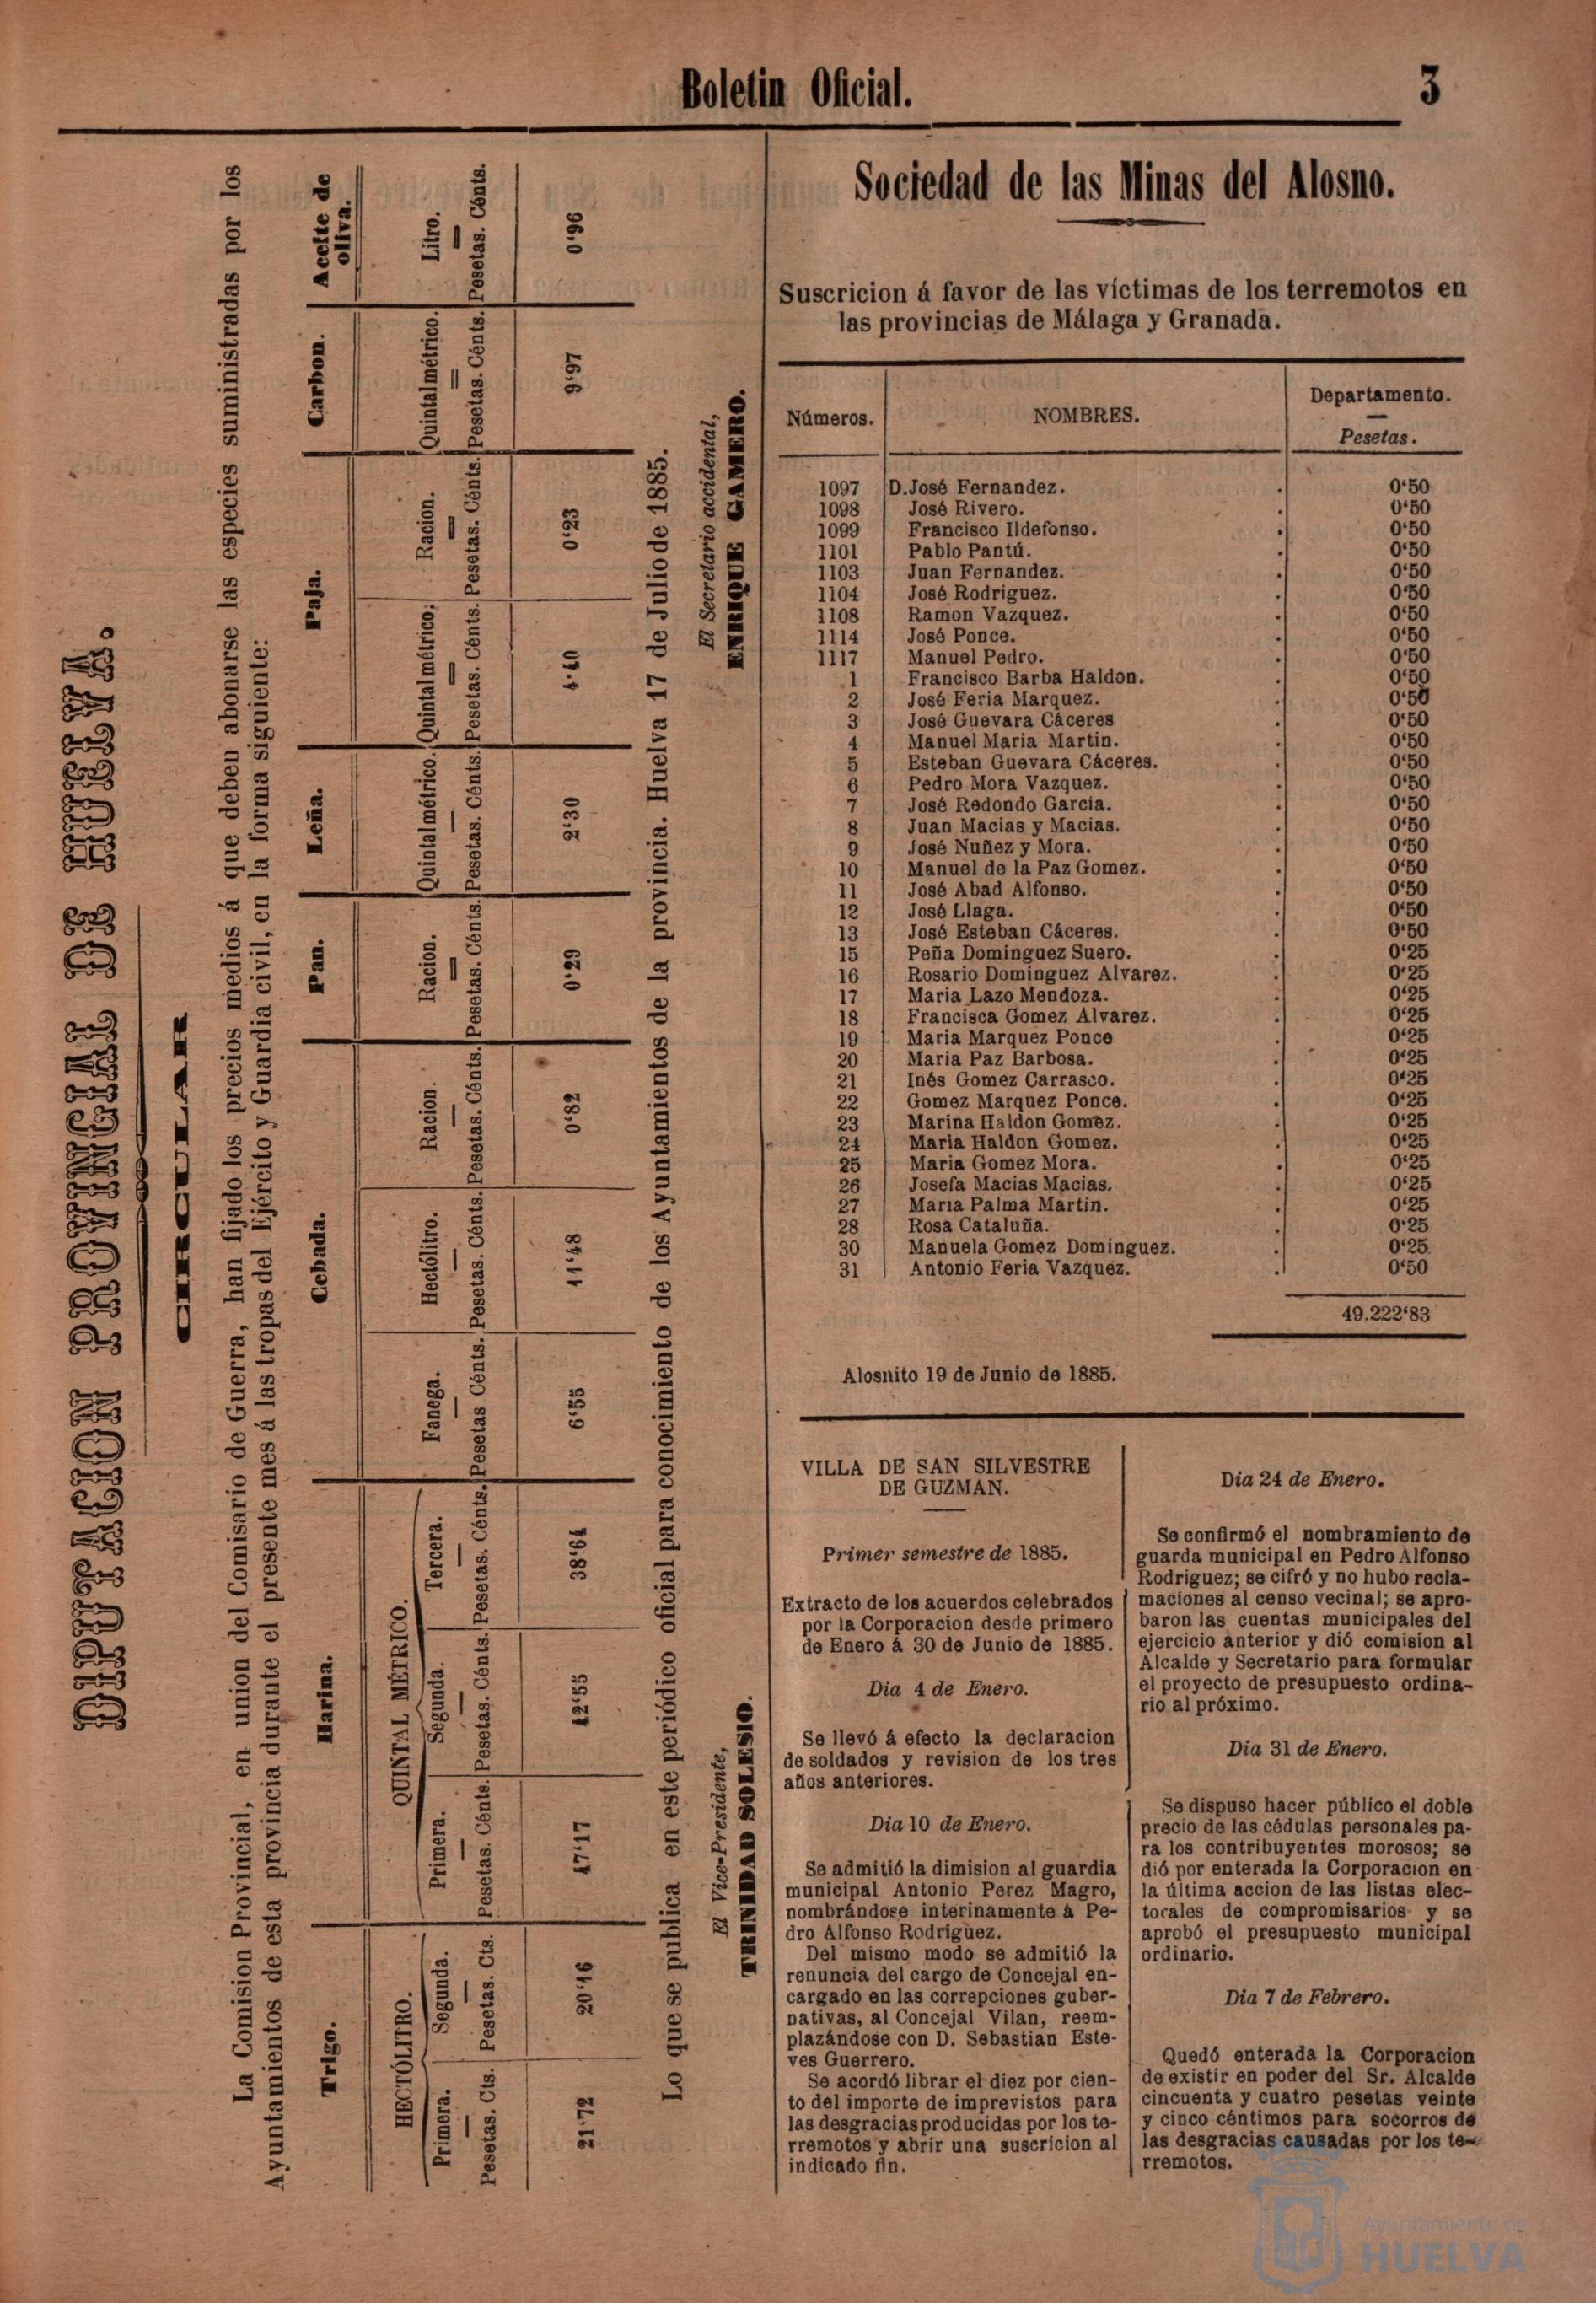 Boletin Oficial.
3
DIPUTACION PROVINCIAL DE HUELVA.
CIRCULAR
La Comision Provincial, en union del Comisario de Guerra, han fijado los precios medios á que deben abonarse las especies suministradas por los
Ayuntamientos de esta provincia durante el presente mes á las tropas del Ejército y Guardia civil, en la forma siguiente:
Trigo. Harina. Cebada. Pan. Leña. Paja. Carbon. Aceite de
oliva.
HECTÓLITRO. QUINTAL MÉTRICO.
Primera. Segunda. Primera. Segunda. Tercera. Fanega. Hectólitro. Racion. Racion. Quintal métrico. Quintal métrico; Racion. Quintal métrico. Litro.
Pesetas. Cts. Pesetas. Cts. Pesetas. Cénts. Pesetas. Cénts. Pesetas. Cénts. Pesetas Cénts. Pesetas. Cénts. Pesetas. Cénts. Pesetas. Cénts. Pesetas. Cénts. Pesetas. Cénts. Pesetas. Cénts. Pesetas. Cénts. Pesetas. Cénts.
21·72 20'16 47'17 42'55 38'64 6'55 11'48 0'82 0'29 2'30 4·40 0'23 9'97 0'96
Lo que se publica en este periódico oficial para conocimiento de los Ayuntamientos de la provincia. Huelva 17 de Julio de 1885.
El Vice-Presidente,
TRINIDAD SOLESIO.
El Secretario accidental,
ENRIQUE GAMERO.
Sociedad de las Minas del Alosno.
Suscricion á favor de las víctimas de los terremotos en
las provincias de Málaga y Granada.
Números. NOMBRES. Departamento.
Pesetas.
1097 D. José Fernandez. 0'50
1098 José Rivero. 0'50
1099 Francisco Ildefonso. 0'50
1101 Pablo Pantú. 0'50
1103 Juan Fernandez. 0'50
1104 José Rodriguez. 0'50
1108 Ramon Vazquez. 0'50
1114 José Ponce. 0'50
1117 Manuel Pedro. 0'50
1 Francisco Barba Haldon. 0'50
2 José Feria Marquez. 0'50
3 José Guevara Cáceres 0'50
4 Manuel Maria Martin. 0'50
5 Esteban Guevara Cáceres. 0'50
6 Pedro Mora Vazquez. 0'50
7 José Redondo Garcia. 0'50
8 Juan Macias y Macias. 0'50
9 José Nuñez y Mora. 0'50
10 Manuel de la Paz Gomez. 0'50
11 José Abad Alfonso. 0'50
12 José Llaga. 0'50
13 José Esteban Cáceres. 0'50
15 Peña Dominguez Suero. 0'25
16 Rosario Dominguez Alvarez. 0'25
17 Maria Lazo Mendoza. 0'25
18 Francisca Gomez Alvarez. 0'25
19 Maria Marquez Ponce 0'25
20 Maria Paz Barbosa. 0'25
21 Inés Gomez Carrasco. 0'25
22 Gomez Marquez Ponce. 0'25
23 Marina Haldon Gomez. 0'25
24 Maria Haldon Gomez. 0'25
25 Maria Gomez Mora. 0'25
26 Josefa Macias Macias. 0'25
27 Maria Palma Martin. 0'25
28 Rosa Cataluña. 0'25
30 Manuela Gomez Dominguez. 0'25
31 Antonio Feria Vazquez. 0'50
49.222'83
Alosnito 19 de Junio de 1885.
VILLA DE SAN SILVESTRE
DE GUZMAN.
Primer semestre de 1885.
Extracto de los acuerdos celebrados
por la Corporacion desde primero
de Enero á 30 de Junio de 1885.
Dia 4 de Enero.
Se llevó á efecto la declaracion
de soldados y revision de los tres
años anteriores.
Dia 10 de Enero.
Se admitió la dimision al guardia
municipal Antonio Perez Magro,
nombrándose interinamente á Pe-
dro Alfonso Rodriguez.
Del mismo modo se admitió la
renuncia del cargo de Concejal en-
cargado en las correpciones guber-
nativas, al Concejal Vilan, reem-
plazándose con D. Sebastian Este-
ves Guerrero.
Se acordó librar el diez por cien-
to del importe de imprevistos para
las desgracias producidas por los te-
rremotos y abrir una suscricion al
indicado fin.
Dia 24 de Enero.
Se confirmó el nombramiento de
guarda municipal en Pedro Alfonso
Rodriguez; se cifró y no hubo recla-
maciones al censo vecinal; se apro-
baron las cuentas municipales del
ejercicio anterior y dió comision al
Alcalde y Secretario para formular
el proyecto de presupuesto ordina-
rio al próximo.
Dia 31 de Enero.
Se dispuso hacer público el doble
precio de las cédulas personales pa-
ra los contribuyentes morosos; se
dió por enterada la Corporacion en
la última accion de las listas elec-
torales de compromisarios y se
aprobó el presupuesto municipal
ordinario.
Dia 7 de Febrero.
Quedó enterada la Corporacion
de existir en poder del Sr. Alcalde
cincuenta y cuatro pesetas veinte
y cinco céntimos para socorros de
las desgracias causadas por los te-
rremotos.
Ayuntamiento de
HUELVA